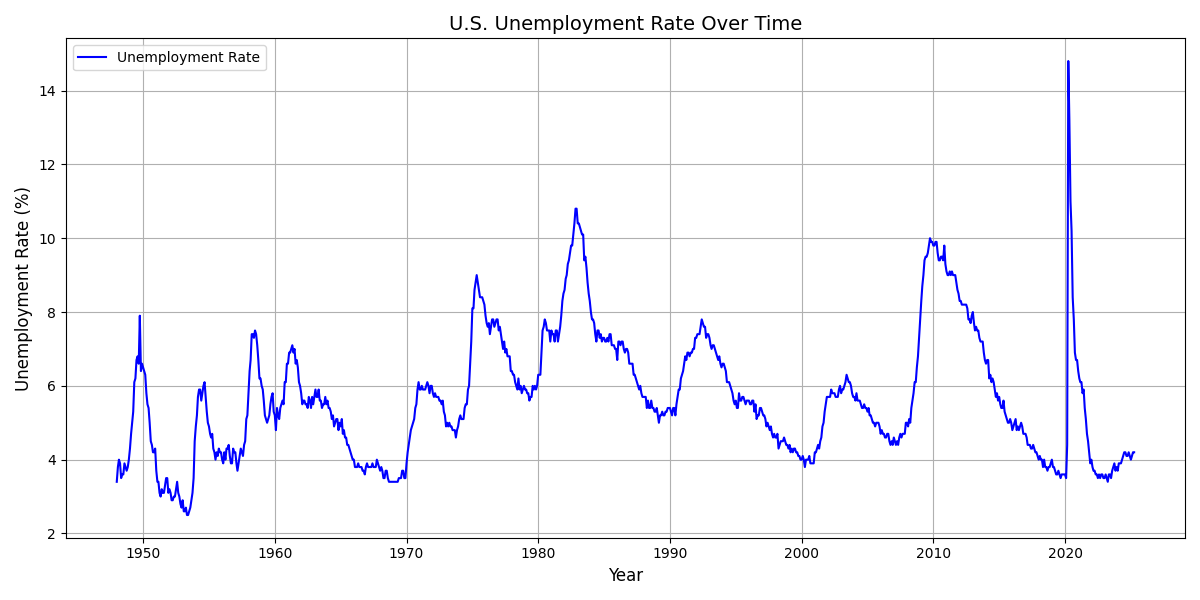 U.S. Unemployment Rate Over Time
Unemployment Rate
14
12
10
8
6
4
2
Unemployment Rate (%)
1950 1960 1970 1980 1990 2000 2010 2020
Year